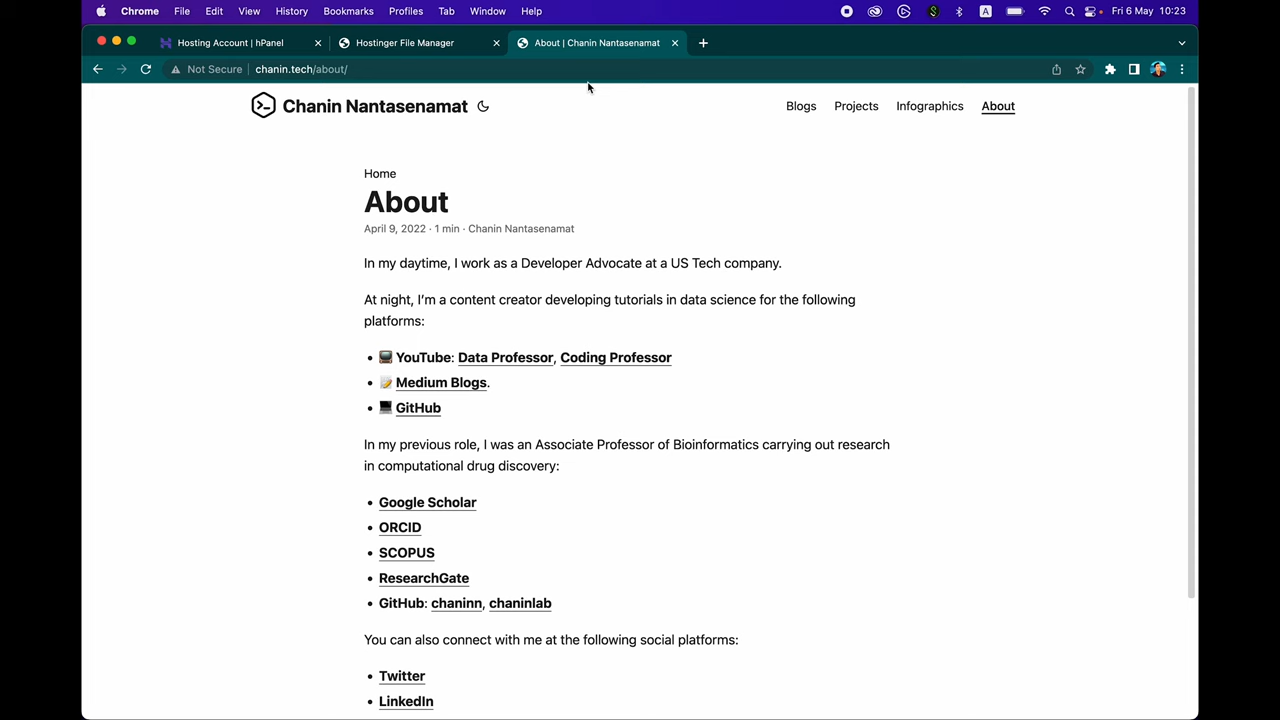 Chrome File Edit View History Bookmarks Profiles Tab Window Help A Fri 6 May 10:23
Hosting Account | hPanel Hostinger File Manager About | Chanin Nantasenamat
Not Secure chanin.tech/about/
Chanin Nantasenamat Blogs Projects Infographics About
Home
About
April 9, 2022 · 1 min · Chanin Nantasenamat
In my daytime, I work as a Developer Advocate at a US Tech company.
At night, I'm a content creator developing tutorials in data science for the following
platforms:
• YouTube: Data Professor, Coding Professor
• Medium Blogs.
• GitHub
In my previous role, I was an Associate Professor of Bioinformatics carrying out research
in computational drug discovery:
• Google Scholar
• ORCID
• SCOPUS
• ResearchGate
• GitHub: chaninn, chaninlab
You can also connect with me at the following social platforms:
• Twitter
• LinkedIn